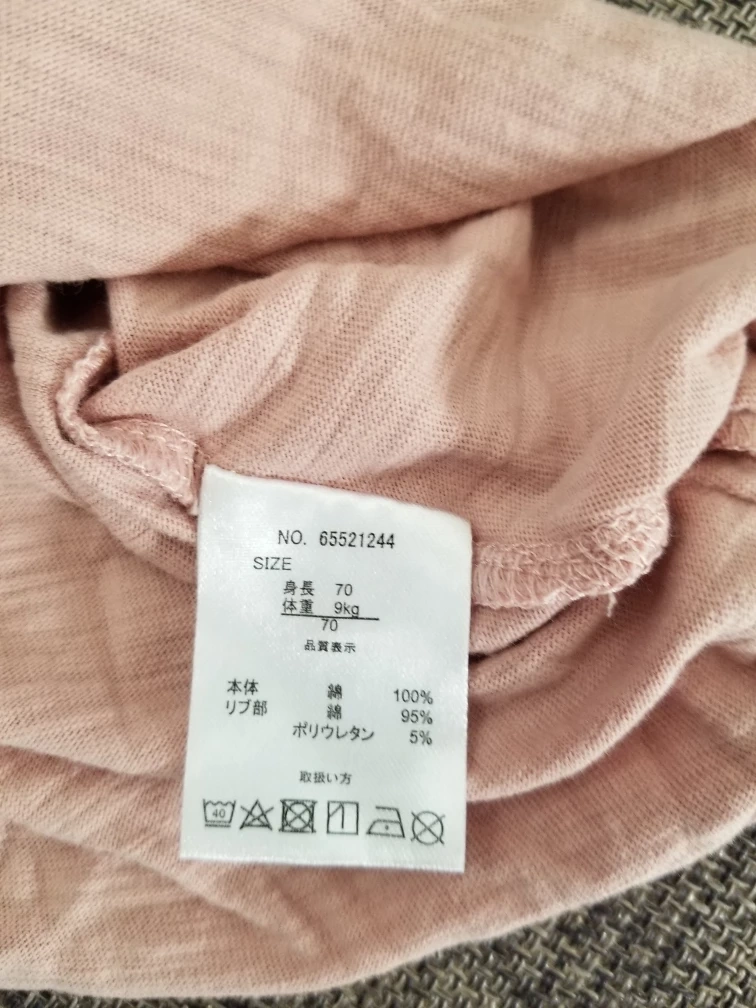 NO. 65521244
SIZE
身長 70
体重 9kg
70
品質表示
本体 綿 100%
リブ部 綿 95%
ポリウレタン 5%
取扱い方
40